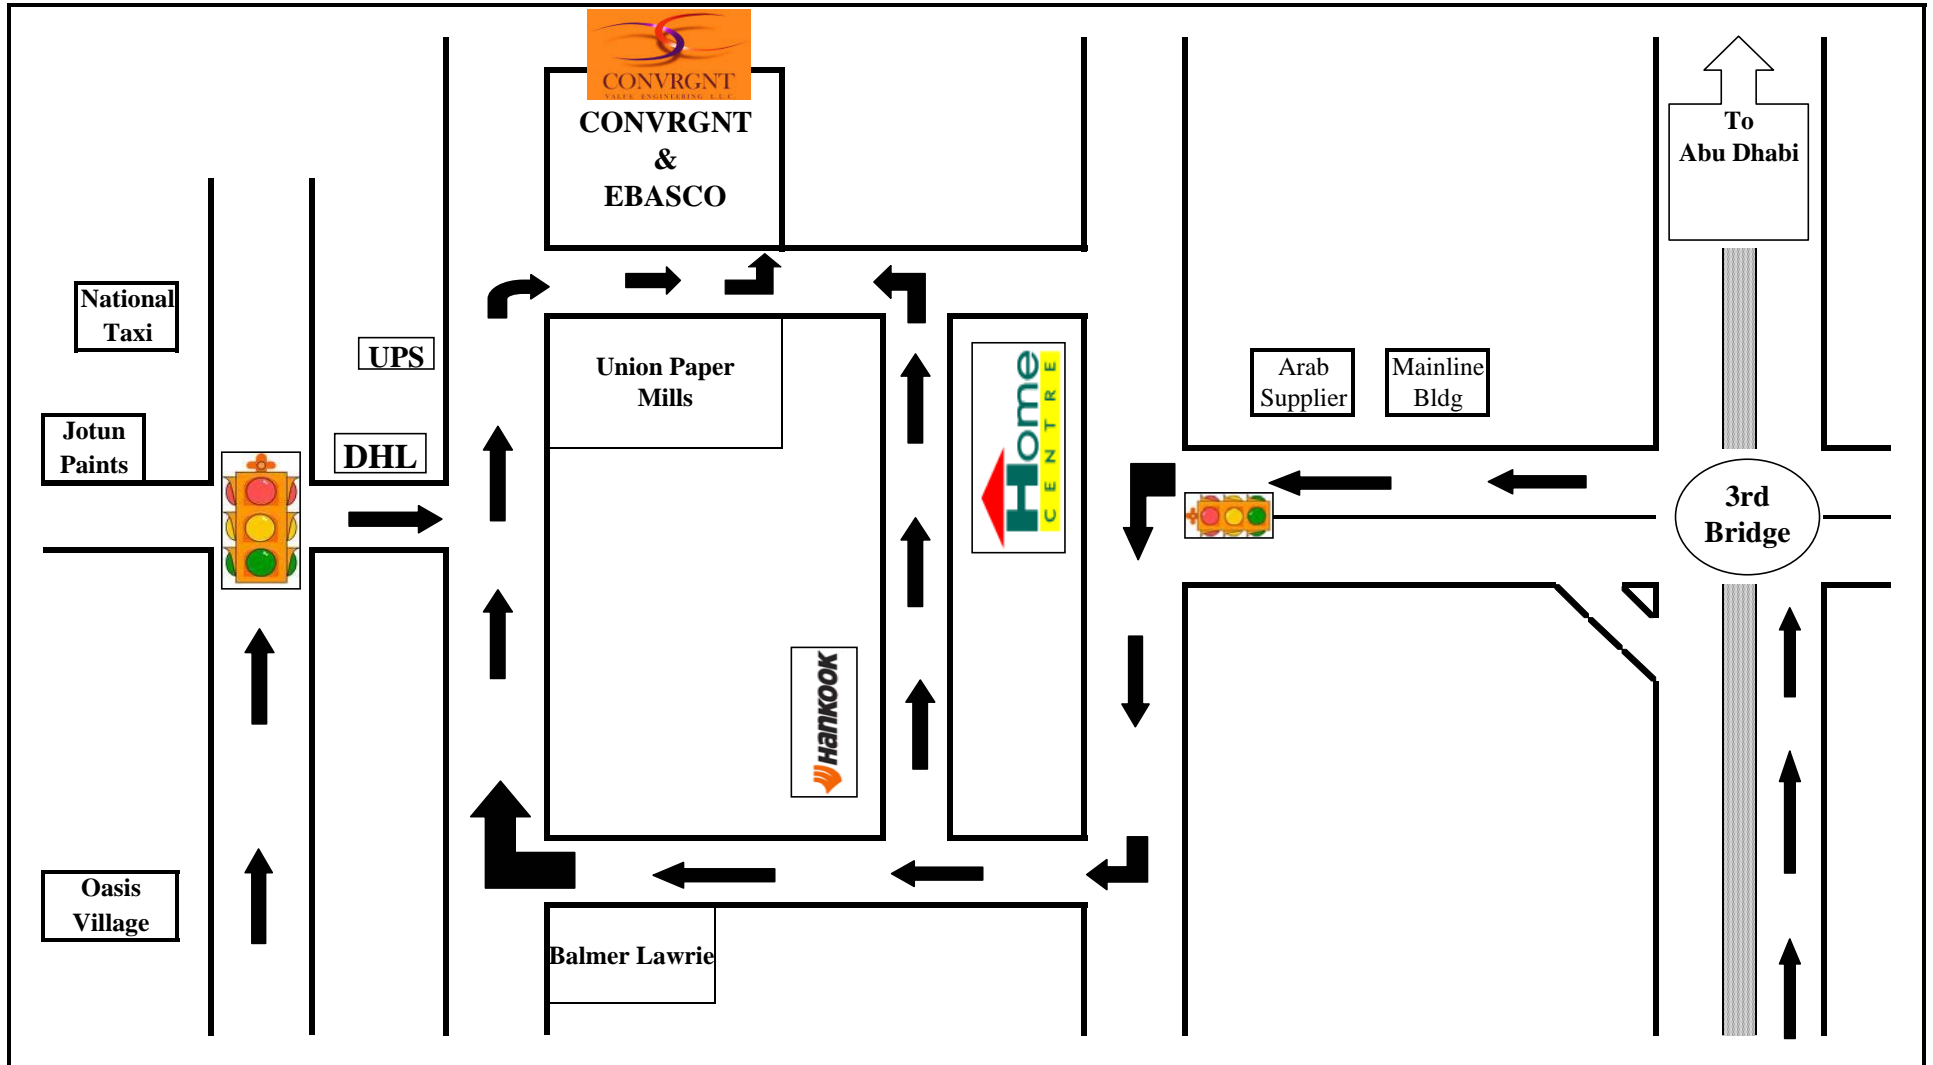 CONVRGNT
VALUE ENGINEERING L.L.C.
CONVRGNT
&
EBASCO
To
Abu Dhabi
National
Taxi
UPS
Jotun
Paints
DHL
Union Paper
Mills
Home
CENTRE
Arab
Supplier
Mainline
Bldg
3rd
Bridge
Hankook
Oasis
Village
Balmer Lawrie